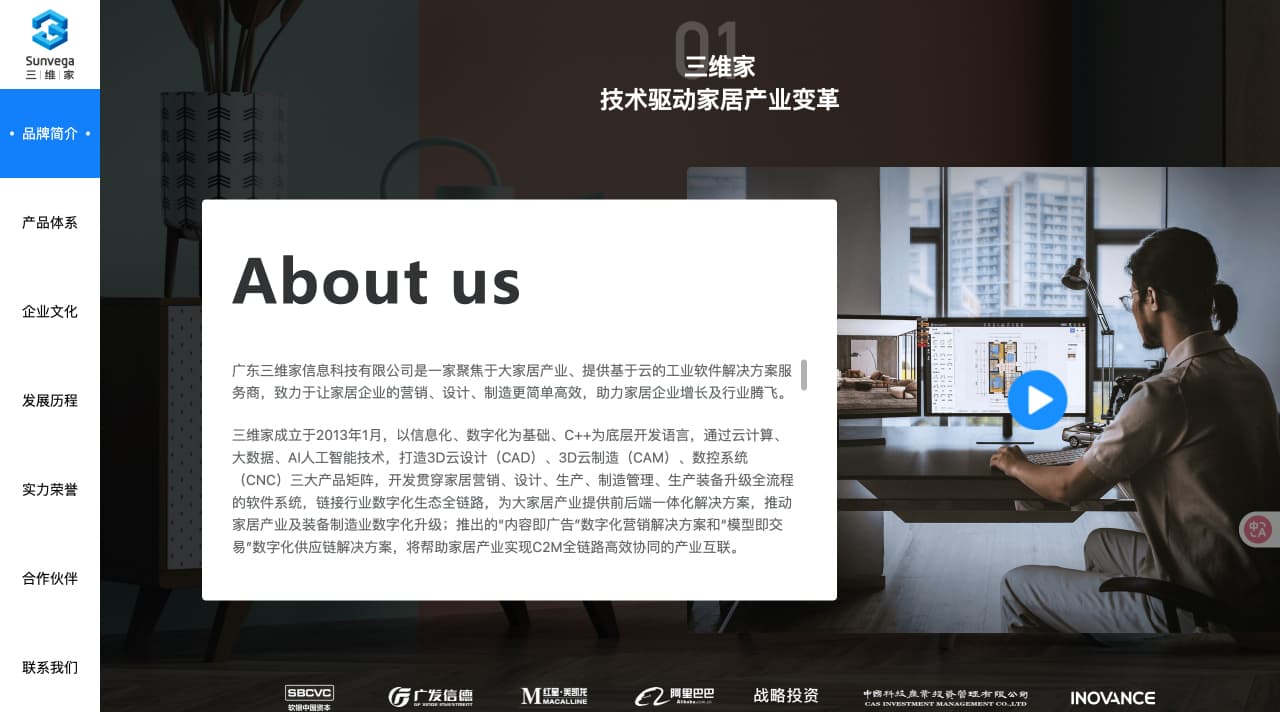 Sunvega
三维家
品牌简介
产品体系
企业文化
发展历程
实力荣誉
合作伙伴
联系我们
01
三维家
技术驱动家居产业变革
About us
广东三维家信息科技有限公司是一家聚焦于大家居产业、提供基于云的工业软件解决方案服
务商，致力于让家居企业的营销、设计、制造更简单高效，助力家居企业增长及行业腾飞。
三维家成立于2013年1月，以信息化、数字化为基础、C++为底层开发语言，通过云计算、
大数据、AI人工智能技术，打造3D云设计（CAD）、3D云制造（CAM）、数控系统
（CNC）三大产品矩阵，开发贯穿家居营销、设计、生产、制造管理、生产装备升级全流程
的软件系统，链接行业数字化生态全链路，为大家居产业提供前后端一体化解决方案，推动
家居产业及装备制造业数字化升级；推出的“内容即广告”数字化营销解决方案和“模型即交
易”数字化供应链解决方案，将帮助家居产业实现C2M全链路高效协同的产业互联。
中
A
SBCVC
软银中国资本
广发信德
GF XINDE INVESTMENT
M 红星·美凯龙
MACALLINE
阿里巴巴
Alibaba.com.cn
战略投资
中国科技产业投资管理有限公司
CAS INVESTMENT MANAGEMENT CO.,LTD
INOVANCE